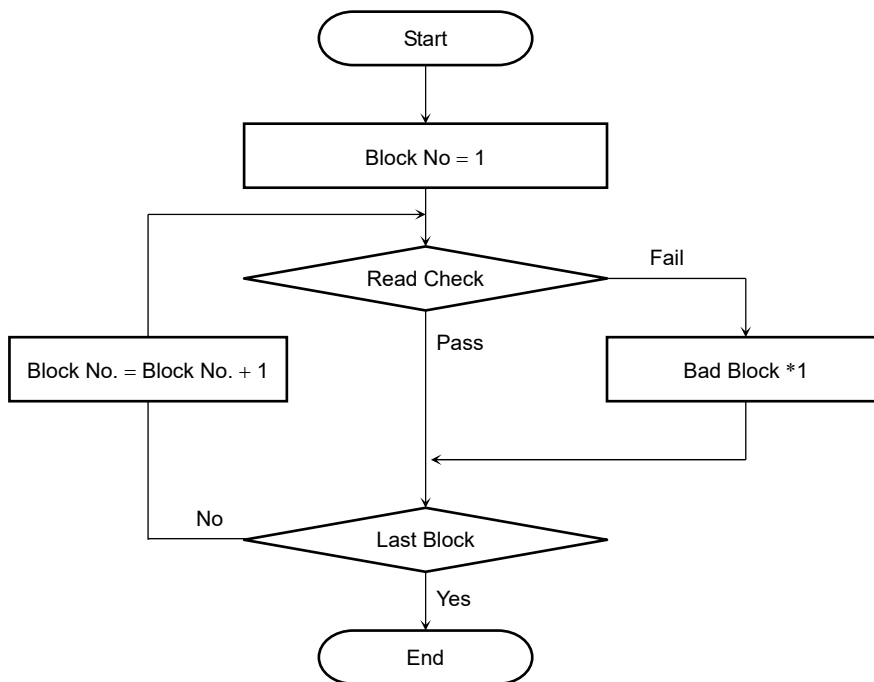 Start
Block No = 1
Read Check
Fail
Pass
Block No. = Block No. + 1
Bad Block *1
No
Last Block
Yes
End